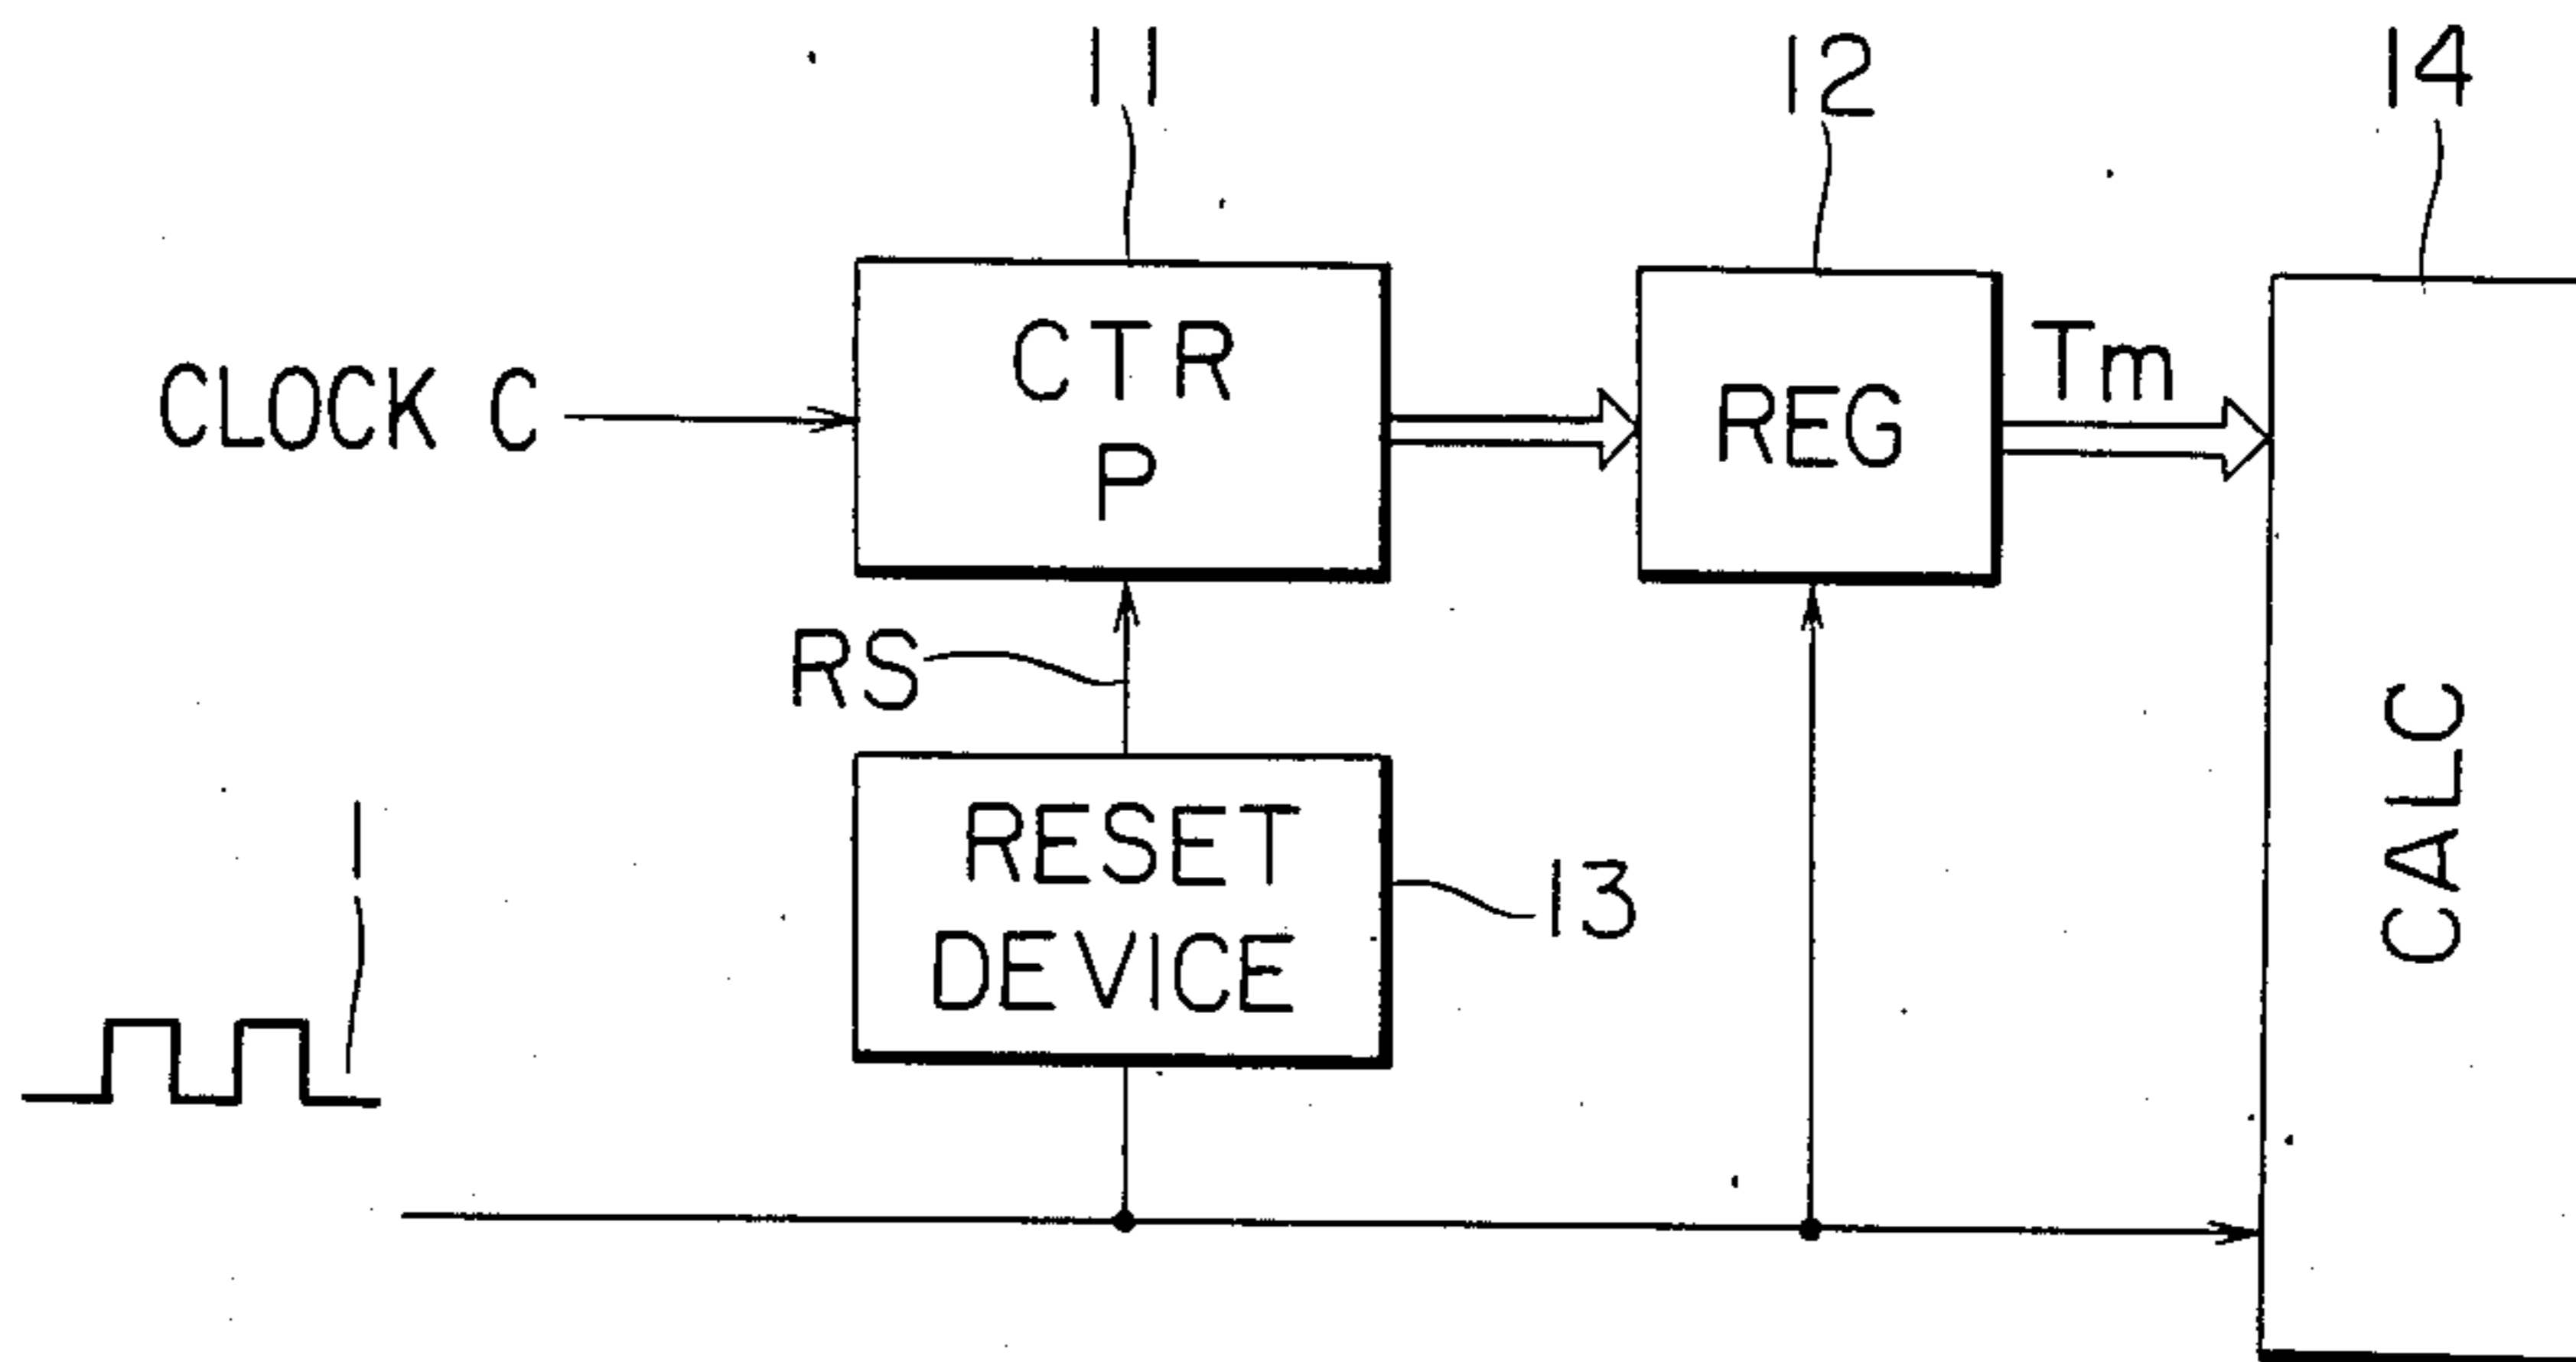 11
12
14
CLOCK C
CTR
P
REG
Tm
RS
RESET
DEVICE
13
1
CALC